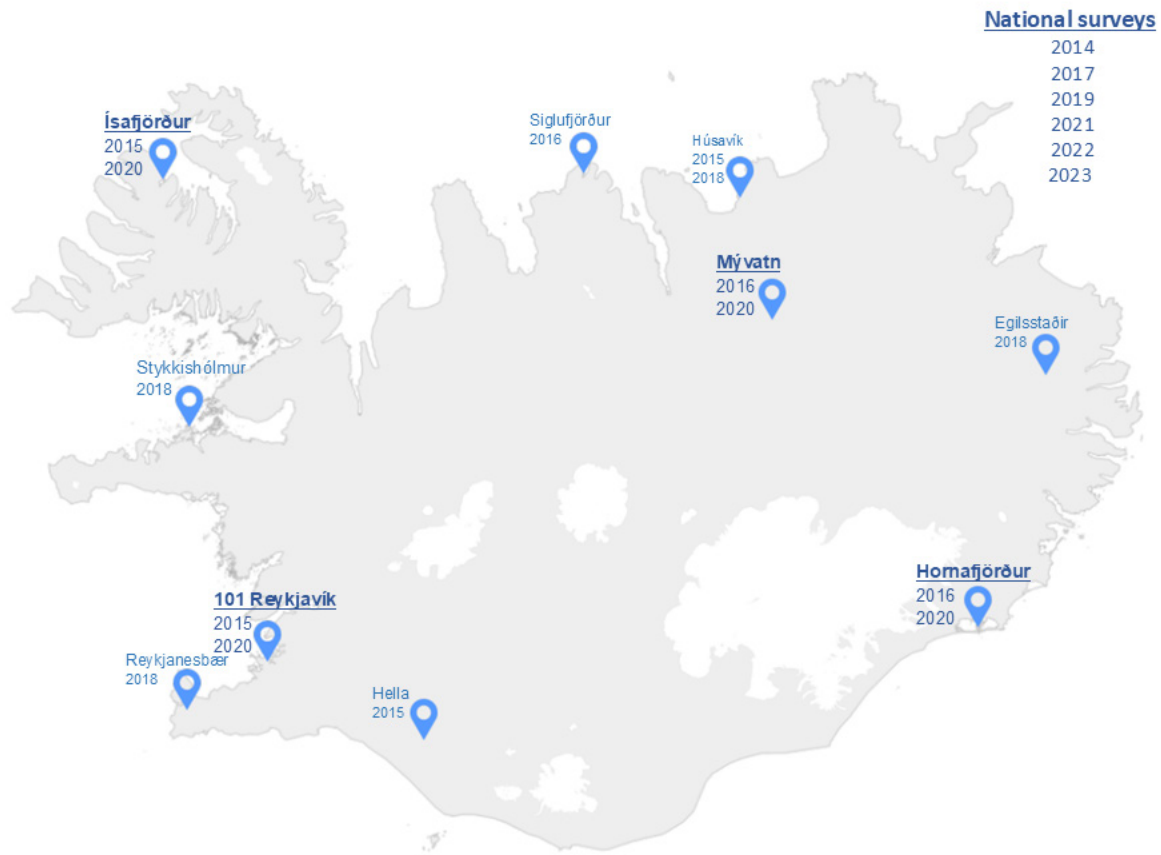 National surveys
2014
2017
2019
2021
2022
2023
Ísafjörður
2015
2020
Siglufjörður
2016
Húsavík
2015
2018
Mývatn
2016
2020
Egilsstaðir
2018
Stykkishólmur
2018
Hornafjörður
2016
2020
101 Reykjavík
2015
2020
Reykjanesbær
2018
Hella
2015